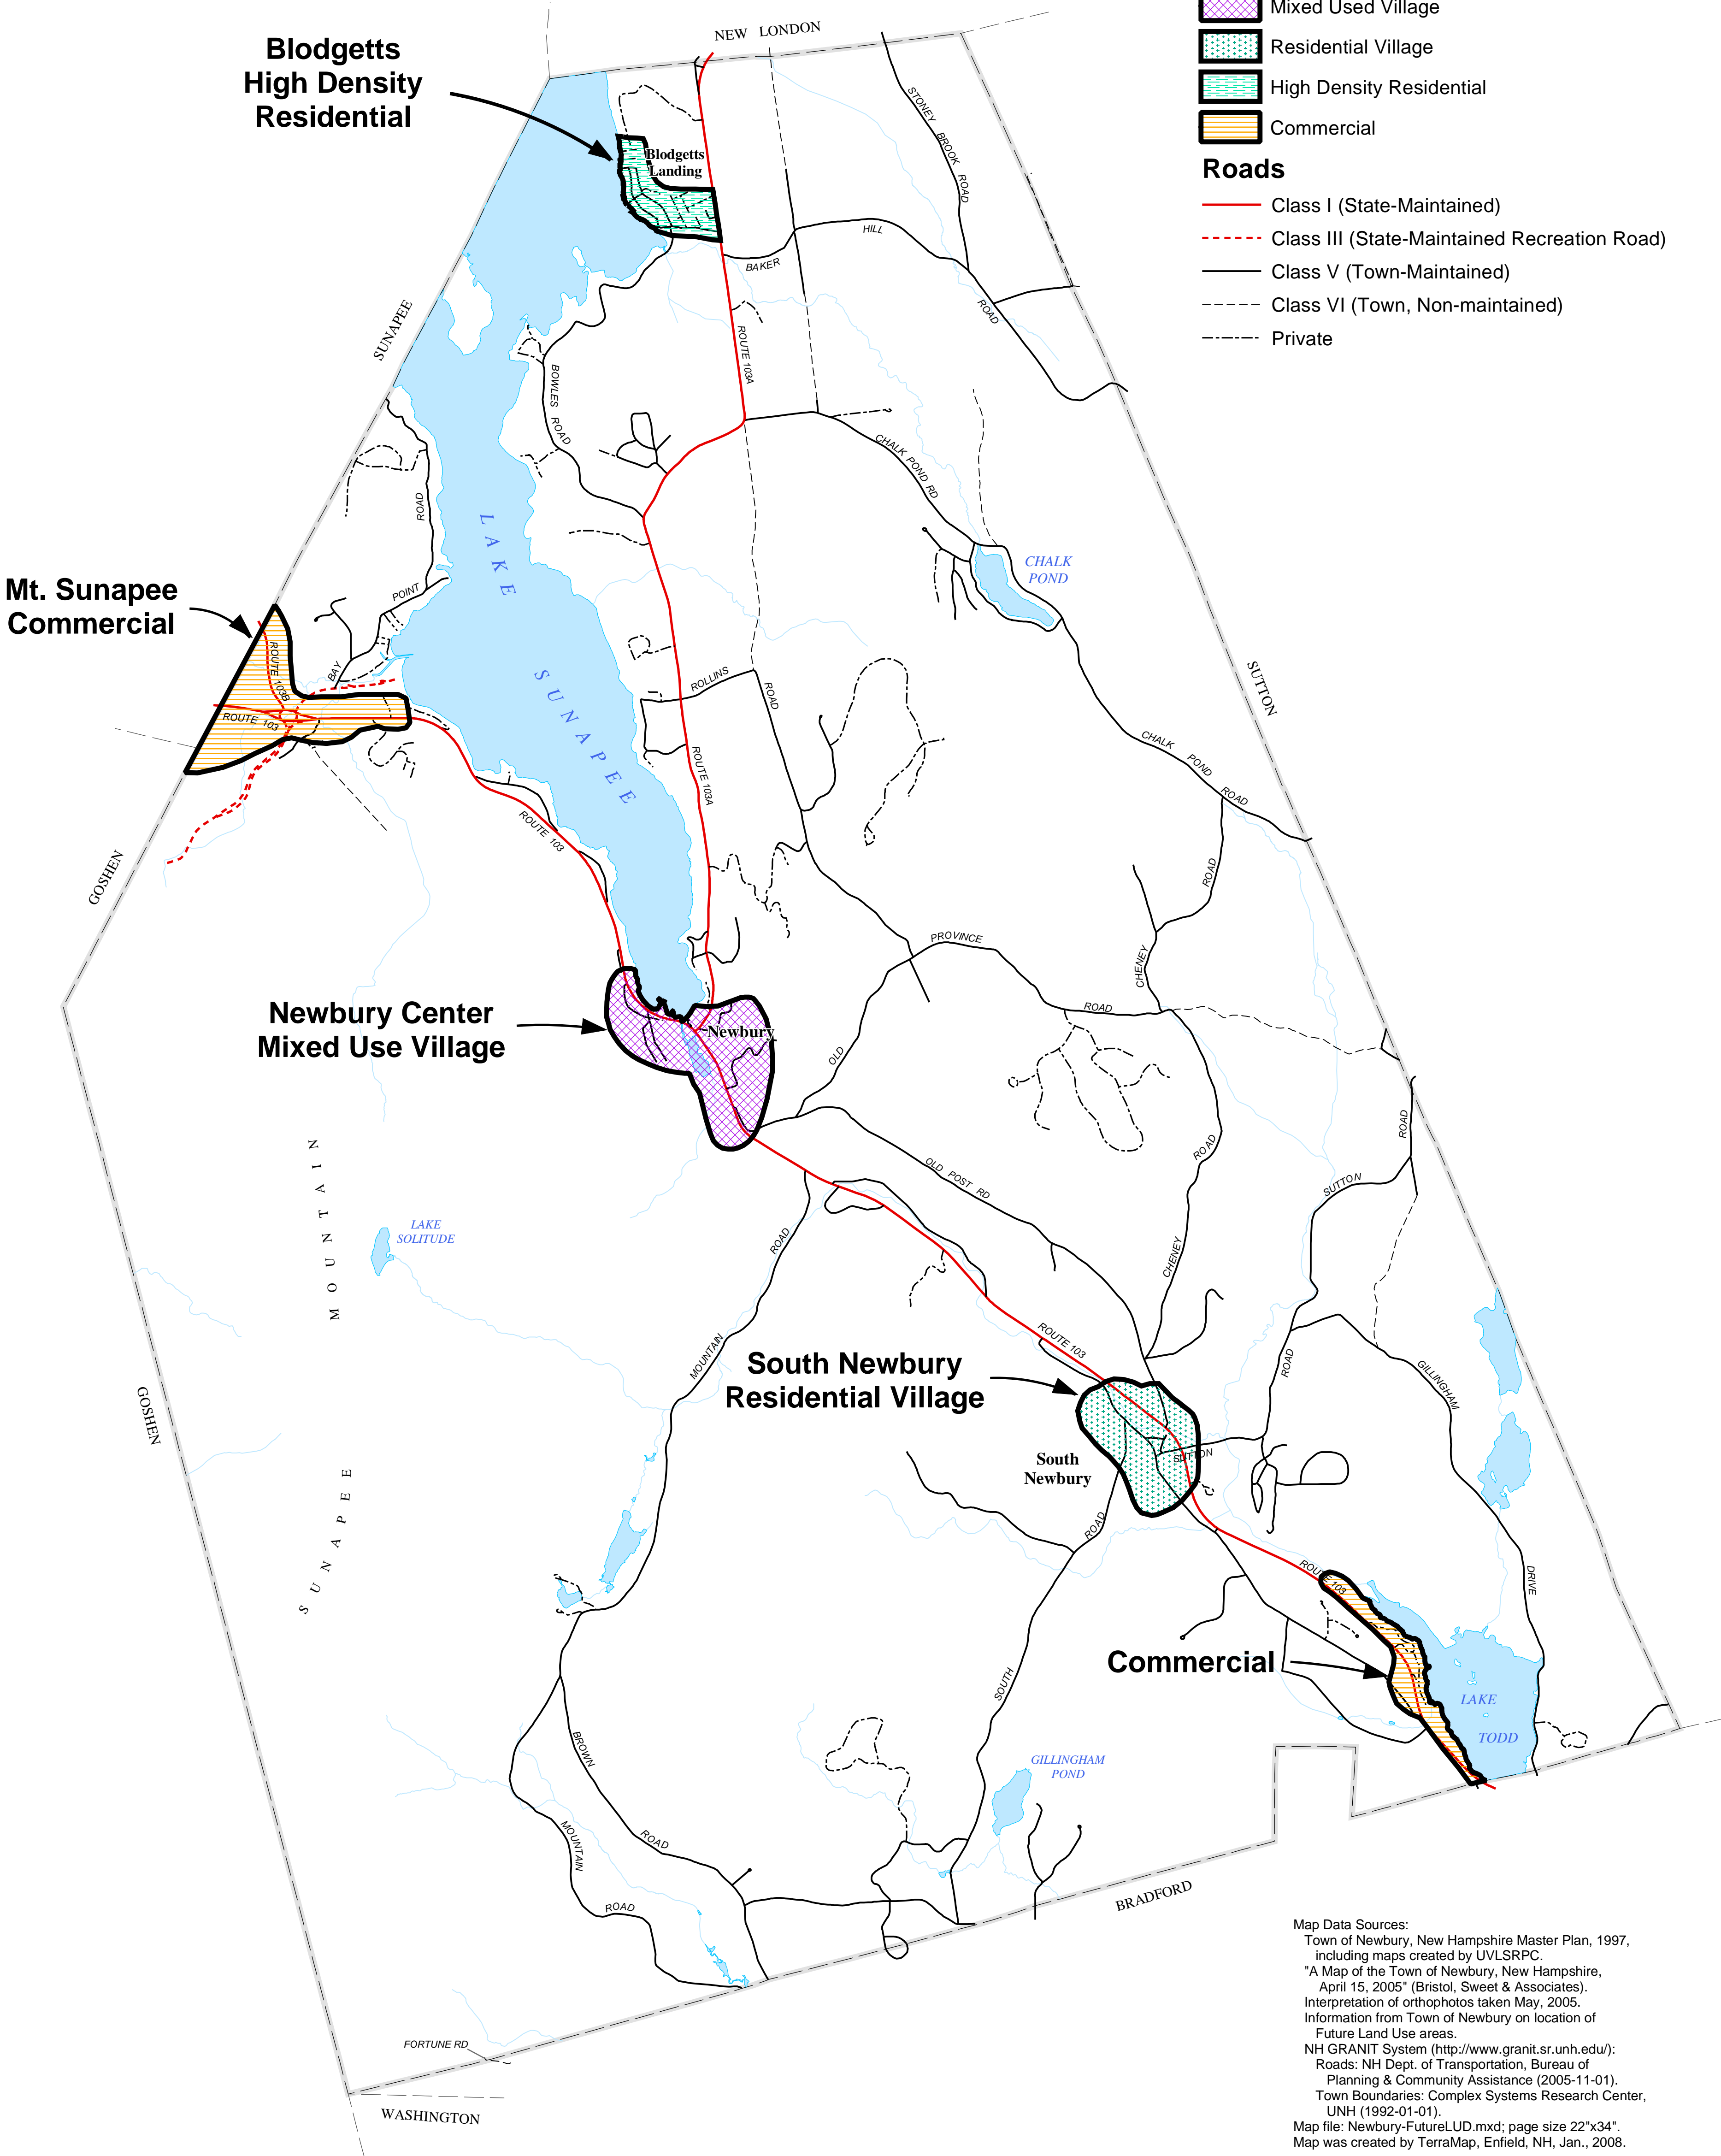 Mixed Used Village
Residential Village
High Density Residential
Commercial
Roads
Class I (State-Maintained)
Class III (State-Maintained Recreation Road)
Class V (Town-Maintained)
Class VI (Town, Non-maintained)
Private
NEW LONDON
Blodgetts
High Density
Residential
Blodgetts
Landing
STONEY BROOK ROAD
BAKER HILL ROAD
SUNAPEE
ROUTE 103A
BOWLES ROAD
CHALK POND RD
ROAD
LAKE SUNAPEE
CHALK
POND
Mt. Sunapee
Commercial
POINT
BAY
ROUTE 103B
ROUTE 103
ROLLINS
ROAD
SUTTON
ROUTE 103A
CHALK POND ROAD
ROUTE 103
GOSHEN
ROAD
CHENEY
PROVINCE
ROAD
OLD
Newbury Center
Mixed Use Village
Newbury
ROAD
SUTTON
ROAD
CHENEY
OLD POST RD
MOUNTAIN
SUNAPEE
LAKE
SOLITUDE
ROAD
MOUNTAIN
ROUTE 103
South Newbury
Residential Village
GOSHEN
ROAD
GILLINGHAM
DRIVE
South
Newbury
SUTTON
ROAD
SOUTH
ROUTE 103
Commercial
LAKE
TODD
GILLINGHAM
POND
BROWN
ROAD
MOUNTAIN
ROAD
BRADFORD
FORTUNE RD
WASHINGTON
Map Data Sources:
Town of Newbury, New Hampshire Master Plan, 1997,
including maps created by UVLSRPC.
"A Map of the Town of Newbury, New Hampshire,
April 15, 2005" (Bristol, Sweet & Associates).
Interpretation of orthophotos taken May, 2005.
Information from Town of Newbury on location of
Future Land Use areas.
NH GRANIT System (http://www.granit.sr.unh.edu/):
Roads: NH Dept. of Transportation, Bureau of
Planning & Community Assistance (2005-11-01).
Town Boundaries: Complex Systems Research Center,
UNH (1992-01-01).
Map file: Newbury-FutureLUD.mxd; page size 22"x34".
Map was created by TerraMap, Enfield, NH, Jan., 2008.